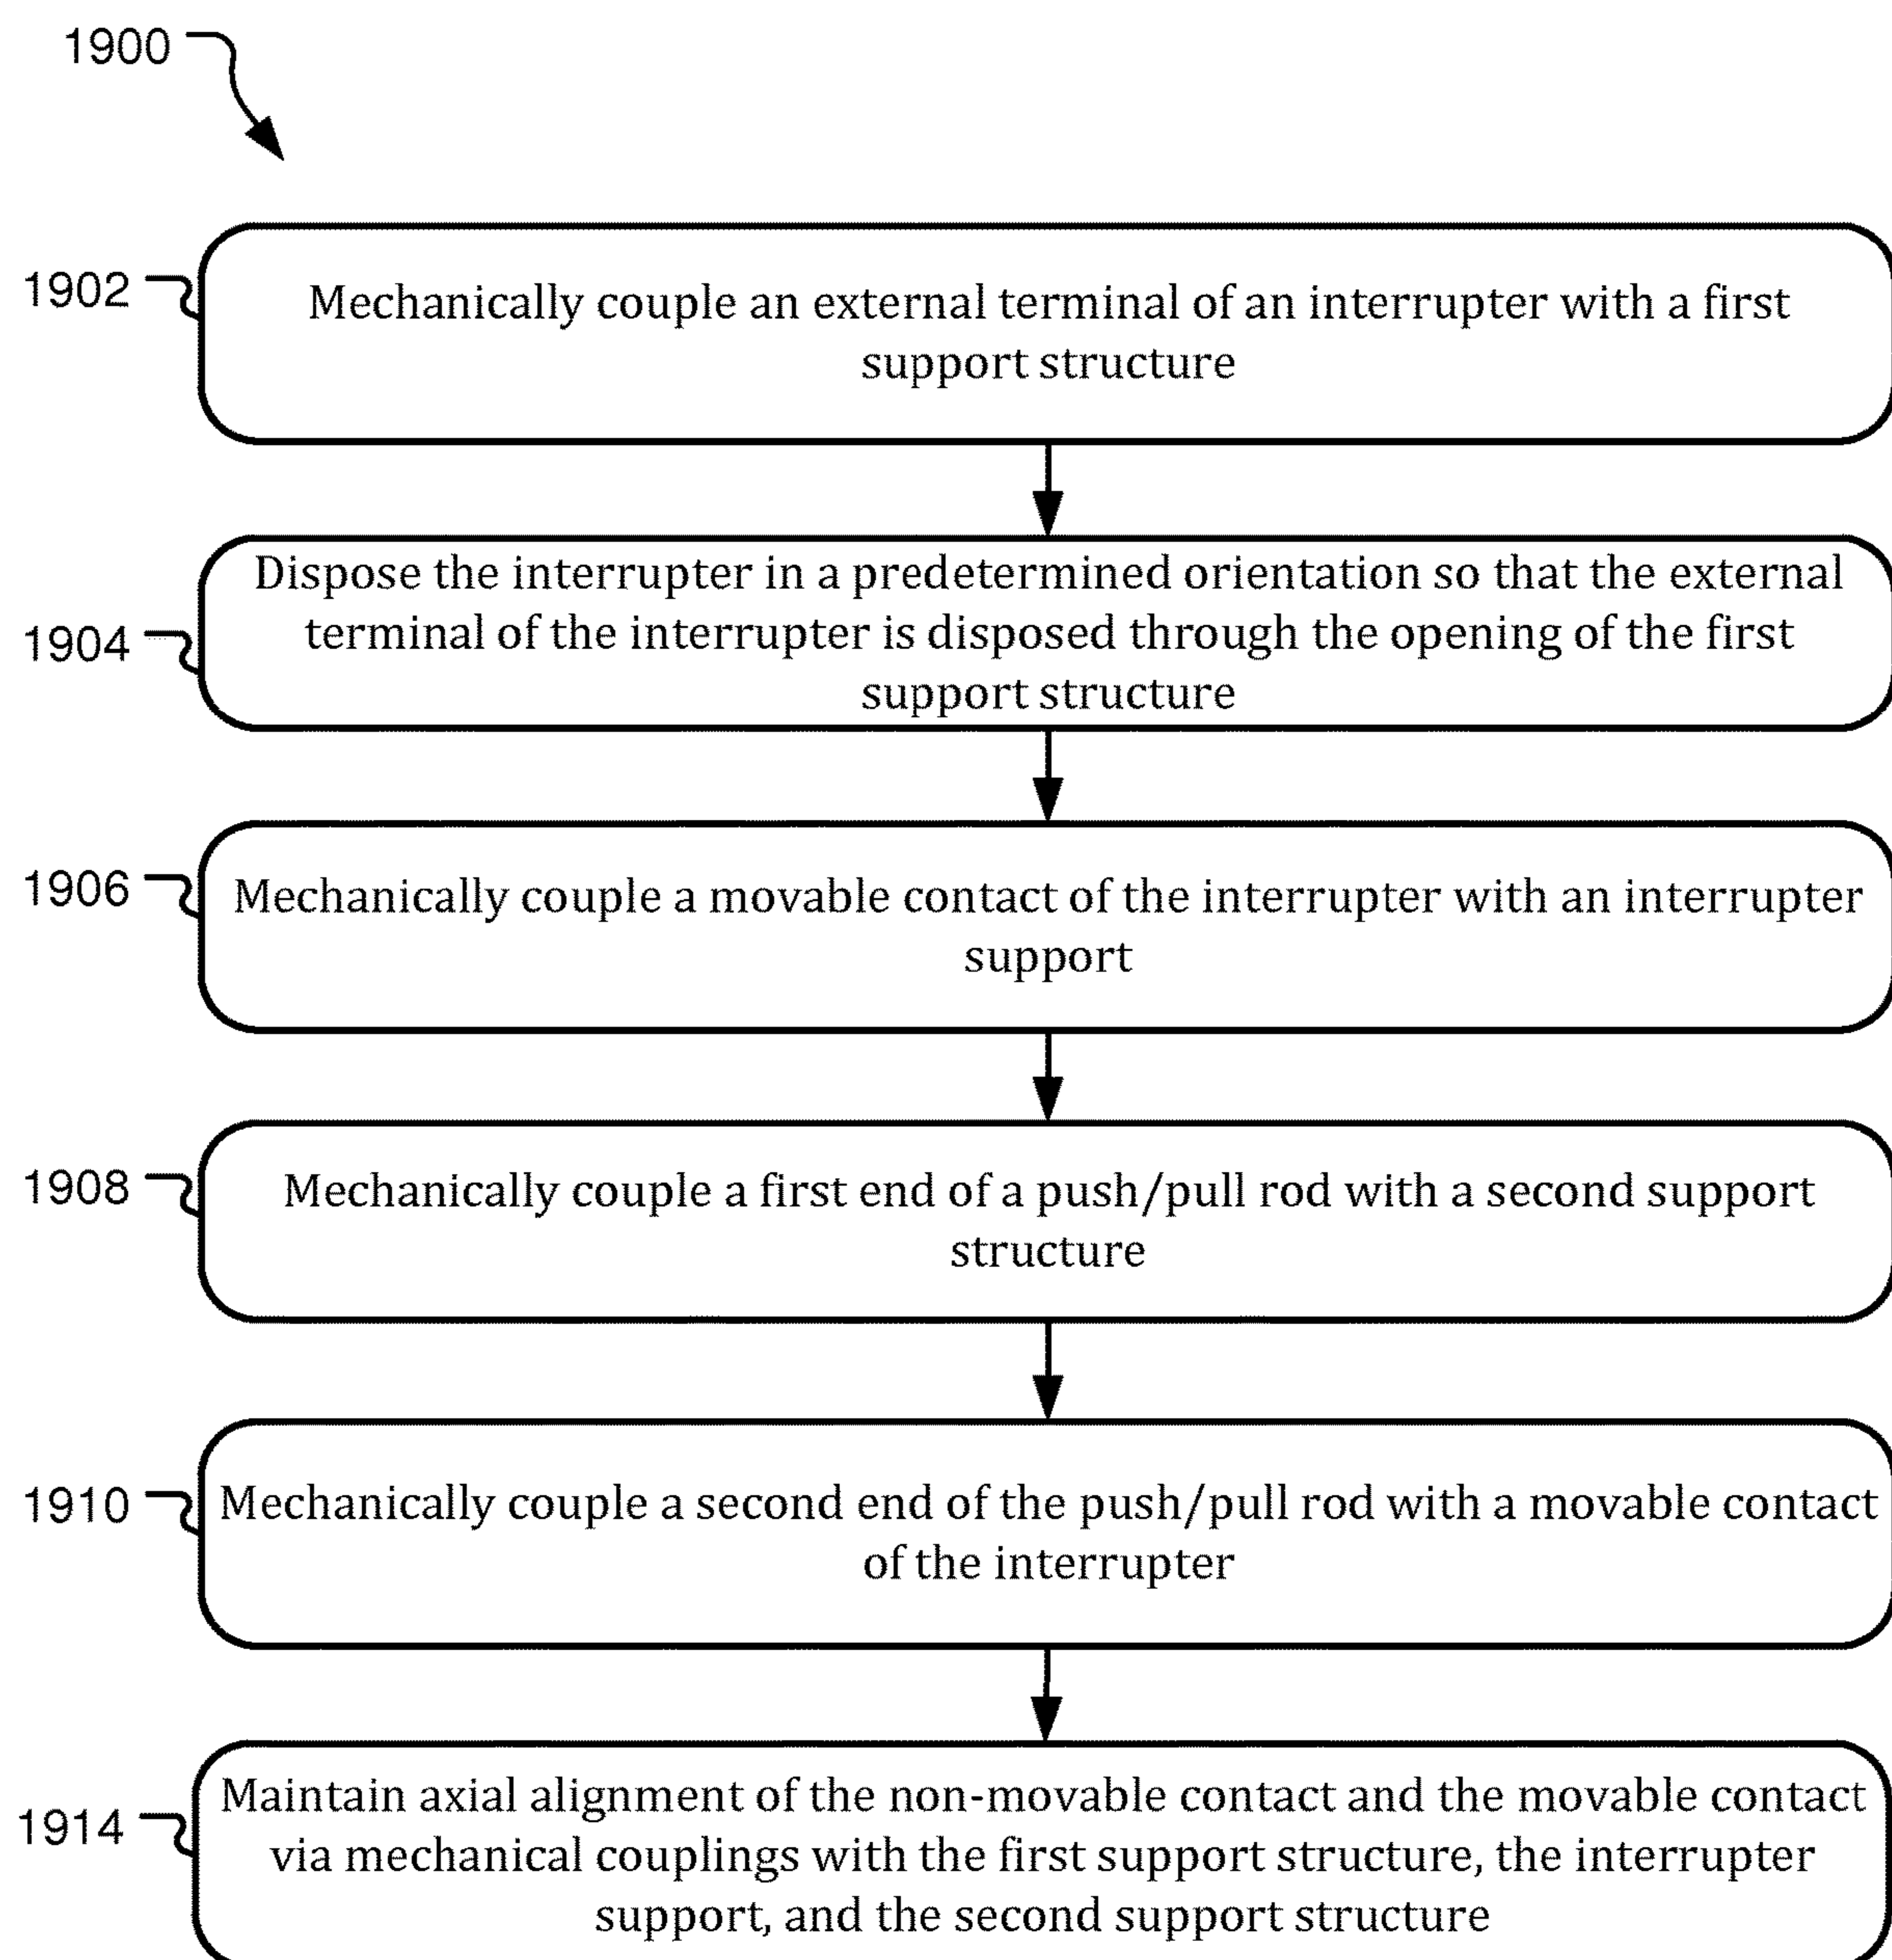 1900
1902
Mechanically couple an external terminal of an interrupter with a first
support structure
1904
Dispose the interrupter in a predetermined orientation so that the external
terminal of the interrupter is disposed through the opening of the first
support structure
1906
Mechanically couple a movable contact of the interrupter with an interrupter
support
1908
Mechanically couple a first end of a push/pull rod with a second support
structure
1910
Mechanically couple a second end of the push/pull rod with a movable contact
of the interrupter
1914
Maintain axial alignment of the non-movable contact and the movable contact
via mechanical couplings with the first support structure, the interrupter
support, and the second support structure